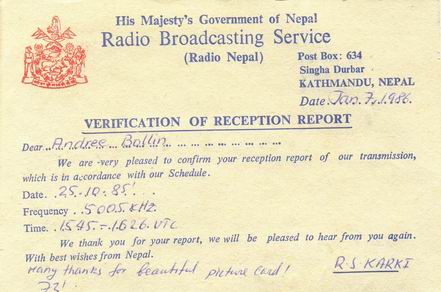 His Majesty's Government of Nepal
Radio Broadcasting Service
(Radio Nepal)
Post Box: 634
Singha Durbar
KATHMANDU, NEPAL
Date Jan. 7, 1986.
VERIFICATION OF RECEPTION REPORT
Dear Andree Bollin
We are very pleased to confirm your reception report of our transmission,
which is in accordance with our Schedule.
Date 25-10-85!
Frequency 5005 KHz
Time 1545-1626 UTC
We thank you for your report, we will be pleased to hear from you again.
With best wishes from Nepal.
Many thanks for beautiful picture card!
R.S. KARKI
73!